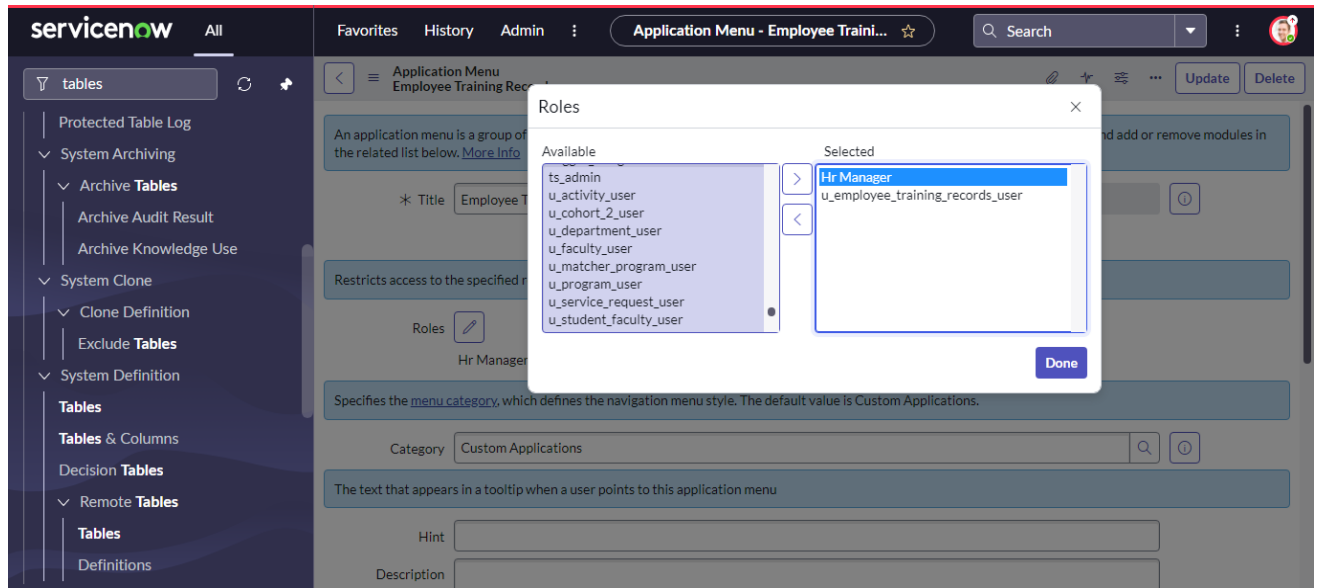 servicenow
All
Favorites
History
Admin
Application Menu - Employee Traini...
Search
tables
Protected Table Log
System Archiving
Archive Tables
Archive Audit Result
Archive Knowledge Use
System Clone
Clone Definition
Exclude Tables
System Definition
Tables
Tables & Columns
Decision Tables
Remote Tables
Tables
Definitions
Application Menu
Employee Training
Update
Delete
An application menu is a group of
nd add or remove modules in
the related list below. More Info
Title
Employee T
Restricts access to the specified r
Roles
Hr Manager
Specifies the menu category, which defines the navigation menu style. The default value is Custom Applications.
Category
Custom Applications
The text that appears in a tooltip when a user points to this application menu
Hint
Description
Roles
Available
ts_admin
u_activity_user
u_cohort_2_user
u_department_user
u_faculty_user
u_matcher_program_user
u_program_user
u_service_request_user
u_student_faculty_user
Selected
Hr Manager
u_employee_training_records_user
Done